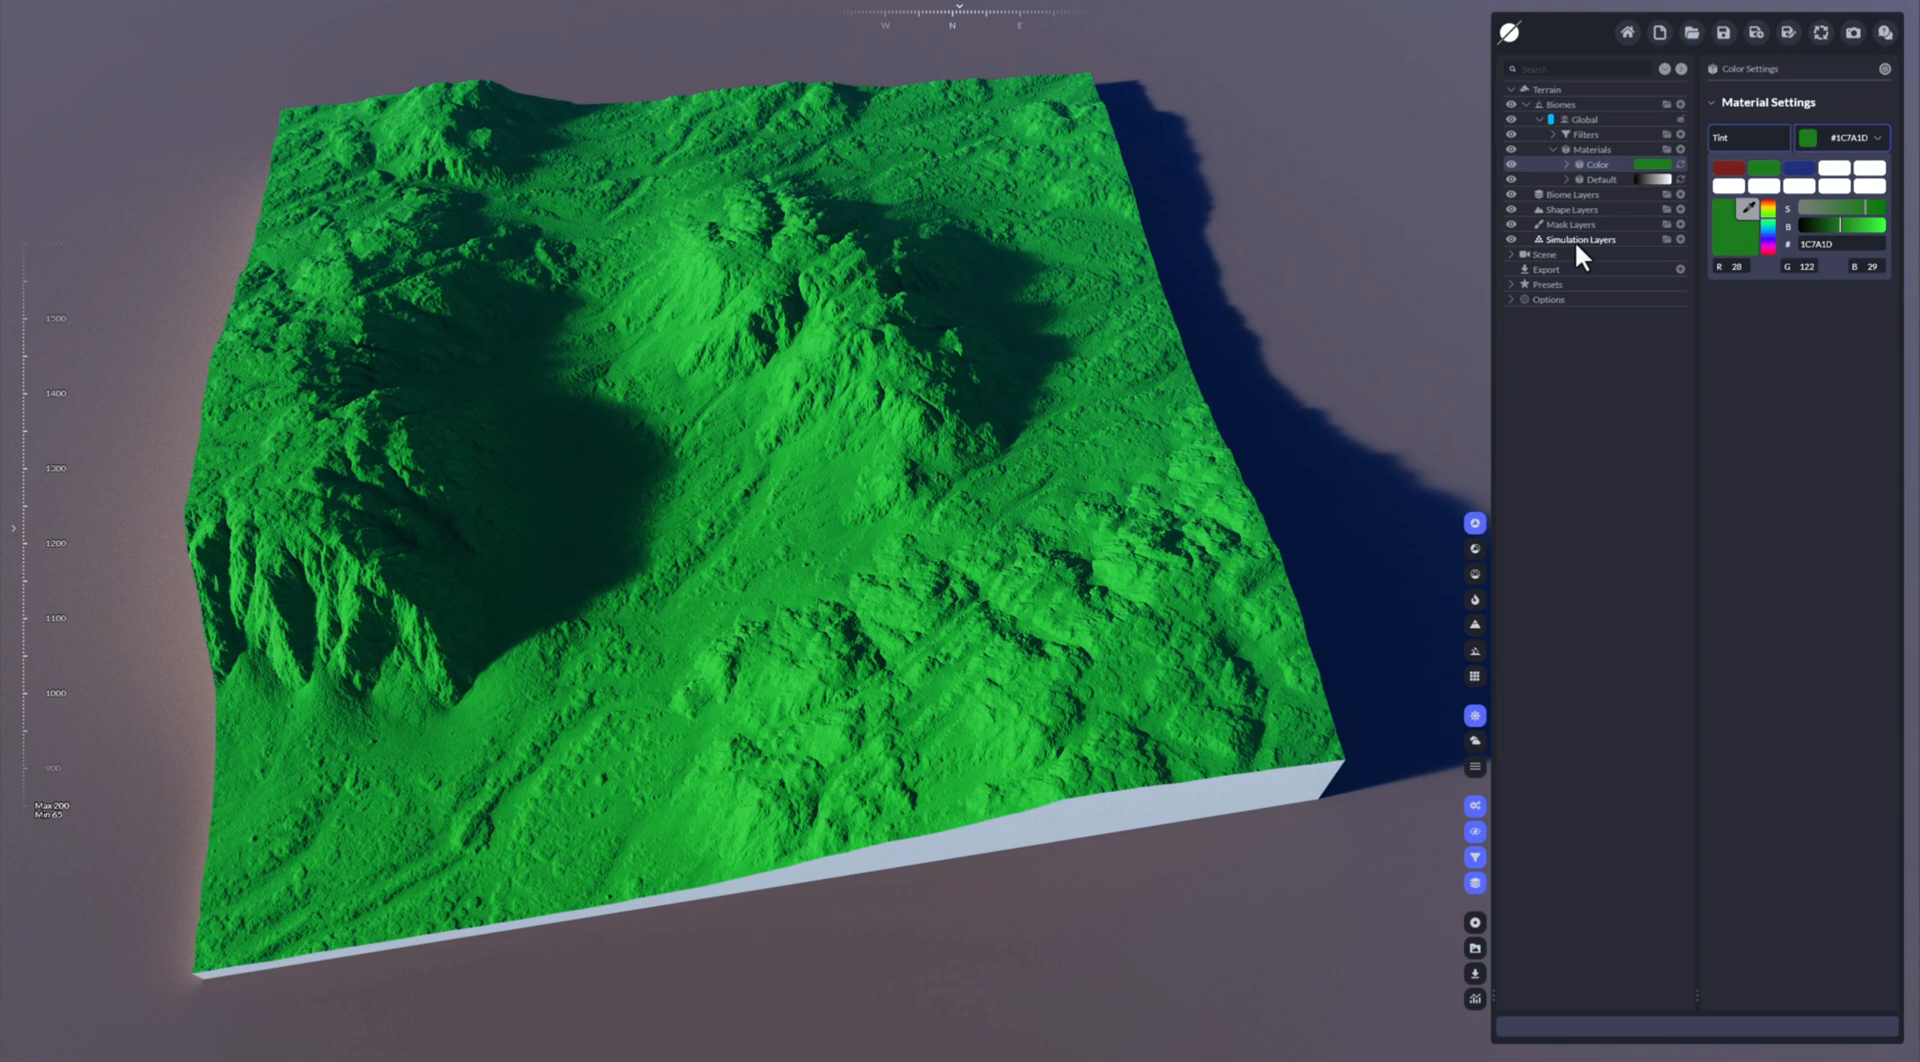 W N E
1500
1400
1300
1200
1100
1000
900
Max 200
Min 65
Search
Terrain
Biomes
Global
Filters
Materials
Color
Default
Biome Layers
Shape Layers
Mask Layers
Simulation Layers
Scene
Export
Presets
Options
Color Settings
Material Settings
Tint #1C7A1D
S
B
# 1C7A1D
R 28 G 122 B 29